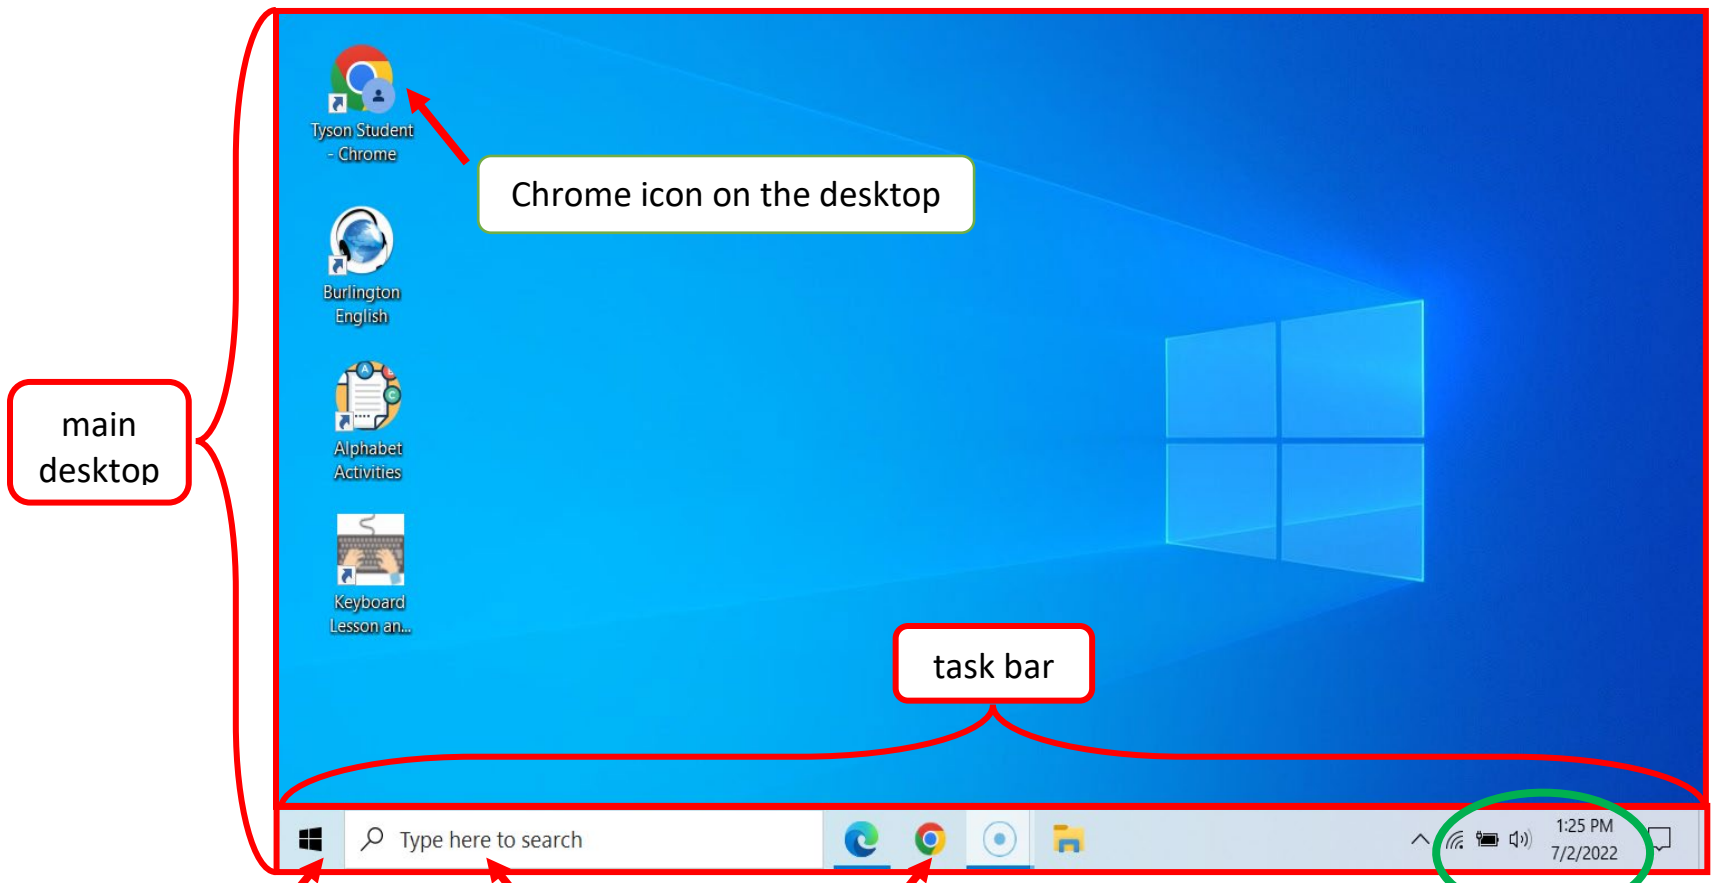 Tyson Student
- Chrome
Chrome icon on the desktop
Burlington
English
main
desktop
Alphabet
Activities
Keyboard
Lesson an...
task bar
Type here to search
1:25 PM
7/2/2022